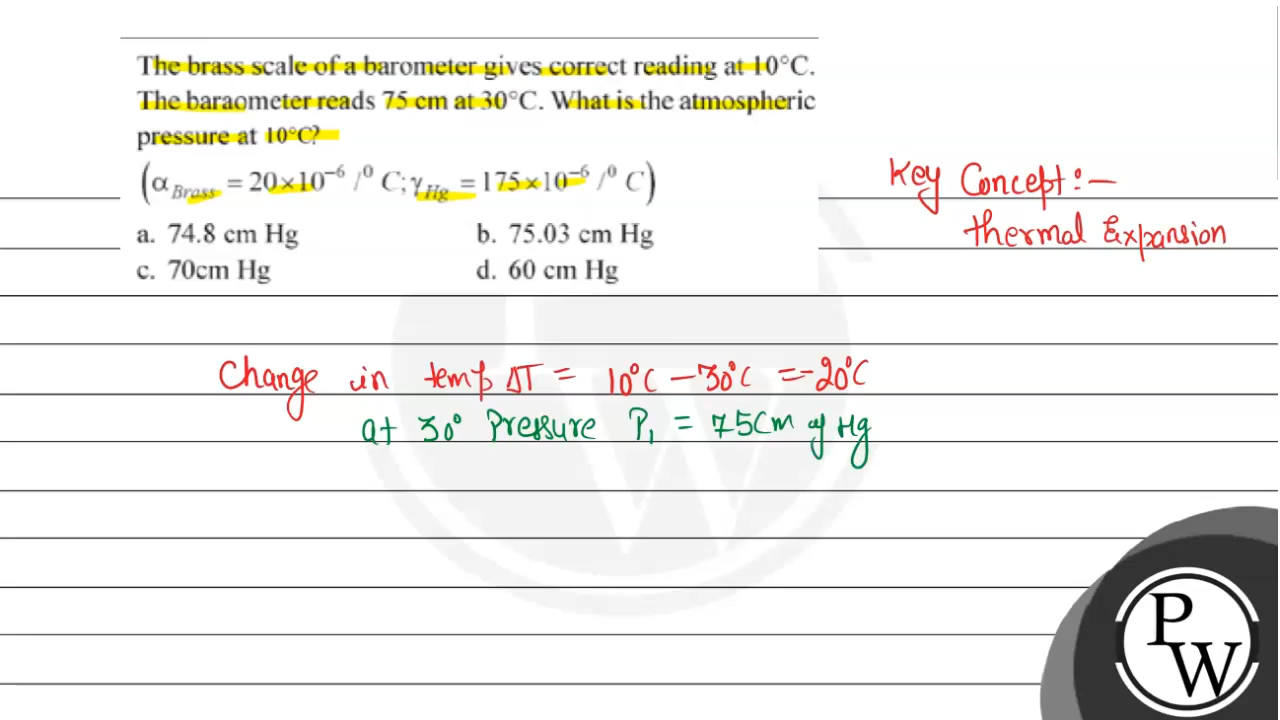 The brass scale of a barometer gives correct reading at 10°C.
The baraometer reads 75 cm at 30°C. What is the atmospheric
pressure at 10°C?
(α_Brass = 20×10⁻⁶ /⁰ C; γ_Hg = 175×10⁻⁶ /⁰ C)
a. 74.8 cm Hg b. 75.03 cm Hg
c. 70cm Hg d. 60 cm Hg
Key Concept :-
thermal Expansion
Change in temp ΔT = 10°C - 30°C = -20°C
at 30° Pressure P₁ = 75cm of Hg
P
W